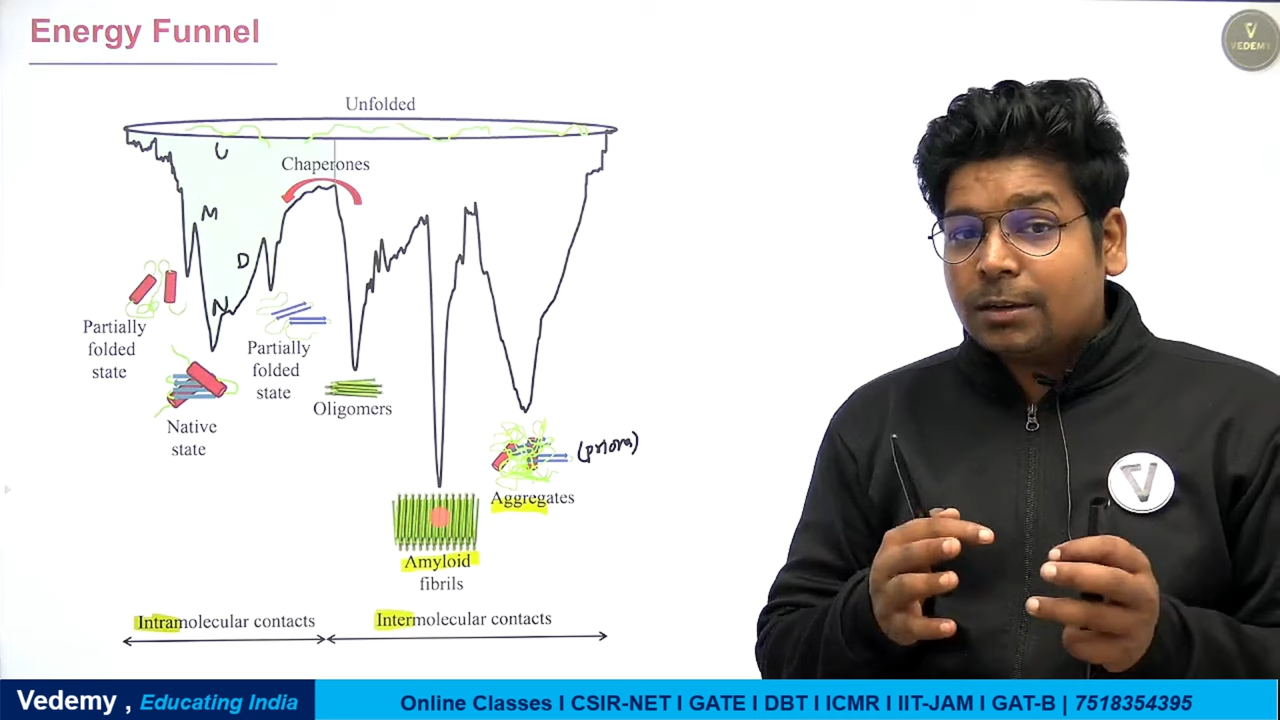 Energy Funnel
V
VEDEMY
Unfolded
U
Chaperones
M
D
N
Partially
folded
state
Partially
folded
state
Native
state
Oligomers
(prions)
Aggregates
Amyloid
fibrils
Intramolecular contacts
Intermolecular contacts
V
Vedemy , Educating India
Online Classes I CSIR-NET I GATE I DBT I ICMR I IIT-JAM I GAT-B | 7518354395